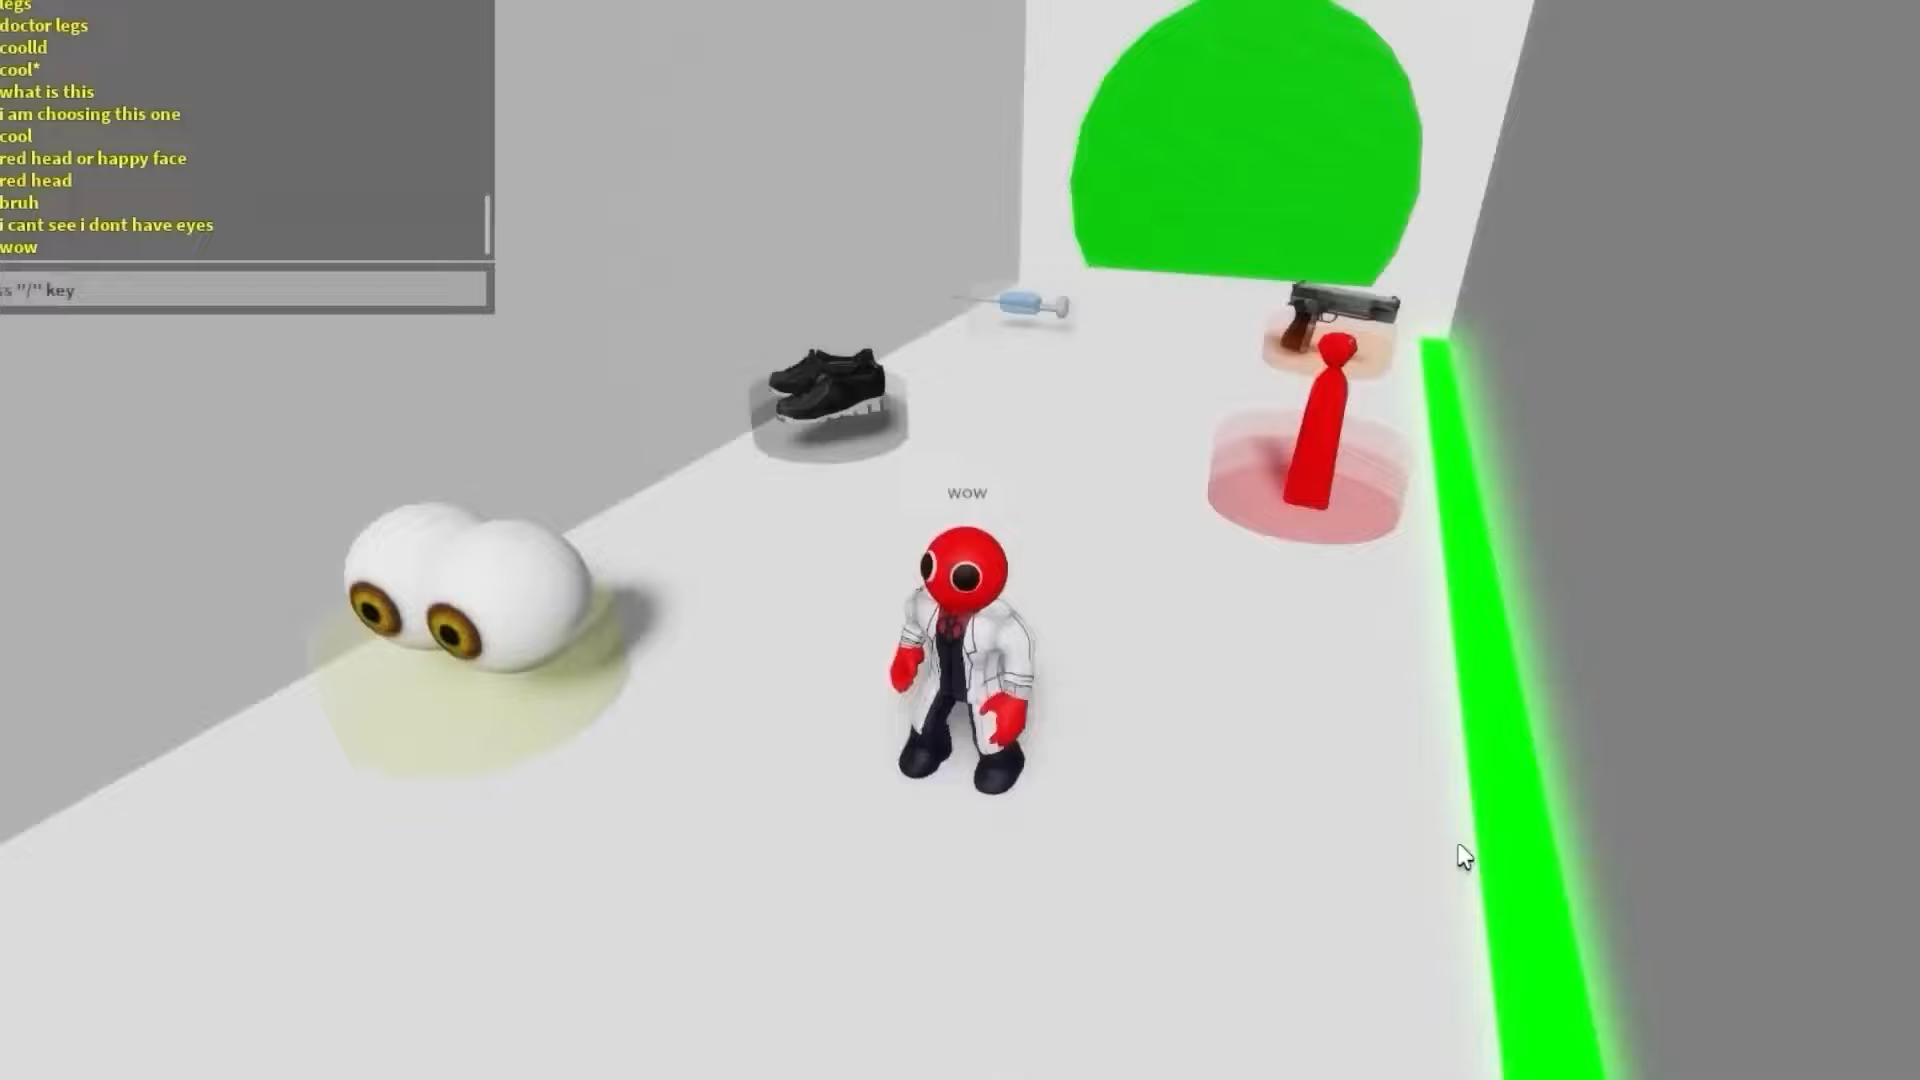 legs
doctor legs
coolld
cool*
what is this
i am choosing this one
cool
red head or happy face
red head
bruh
i cant see i dont have eyes
wow
"/" key
wow